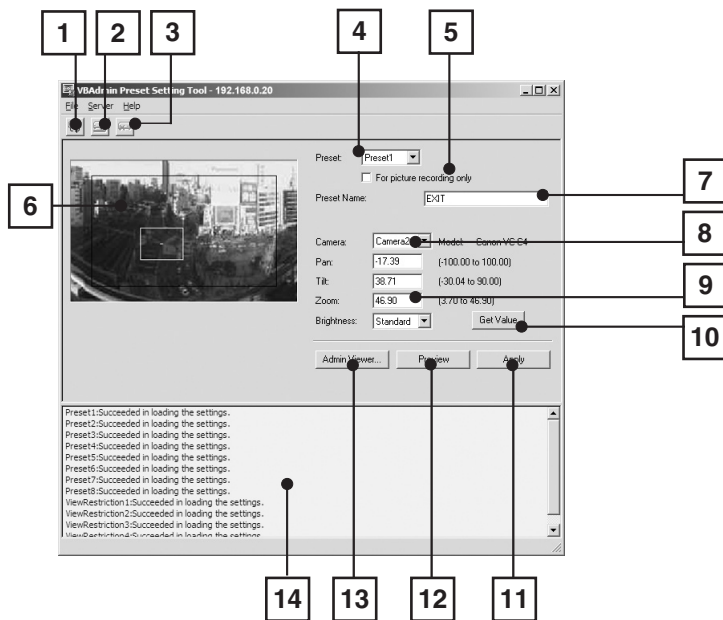 1 2 3 4 5
VBAdmin Preset Setting Tool - 192.168.0.20
File Server Help
Preset: Preset1
For picture recording only
6
7
Preset Name: EXIT
8
Camera: Camera2 Model: Canon VC-C4
Pan: -17.39 (-100.00 to 100.00)
Tilt: 38.71 (-30.04 to 90.00)
9
Zoom: 46.90 (3.70 to 46.90)
Brightness: Standard Get Value
10
Admin Viewer... Preview Apply
Preset1:Succeeded in loading the settings.
Preset2:Succeeded in loading the settings.
Preset3:Succeeded in loading the settings.
Preset4:Succeeded in loading the settings.
Preset5:Succeeded in loading the settings.
Preset6:Succeeded in loading the settings.
Preset7:Succeeded in loading the settings.
Preset8:Succeeded in loading the settings.
ViewRestriction1:Succeeded in loading the settings.
ViewRestriction2:Succeeded in loading the settings.
ViewRestriction3:Succeeded in loading the settings.
ViewRestriction4:Succeeded in loading the settings.
14 13 12 11